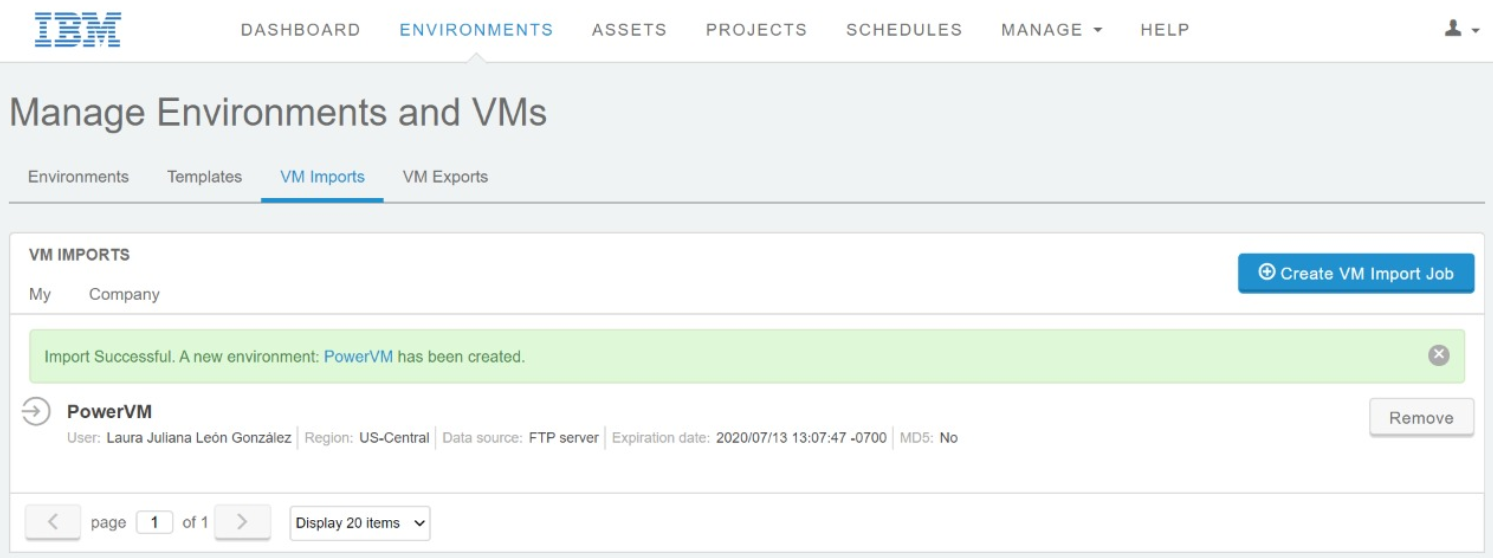 IBM DASHBOARD ENVIRONMENTS ASSETS PROJECTS SCHEDULES MANAGE HELP
Manage Environments and VMs
Environments Templates VM Imports VM Exports
VM IMPORTS
Create VM Import Job
My Company
Import Successful. A new environment: PowerVM has been created.
PowerVM
Remove
User: Laura Juliana León González Region: US-Central Data source: FTP server Expiration date: 2020/07/13 13:07:47 -0700 MD5: No
page 1 of 1 Display 20 items